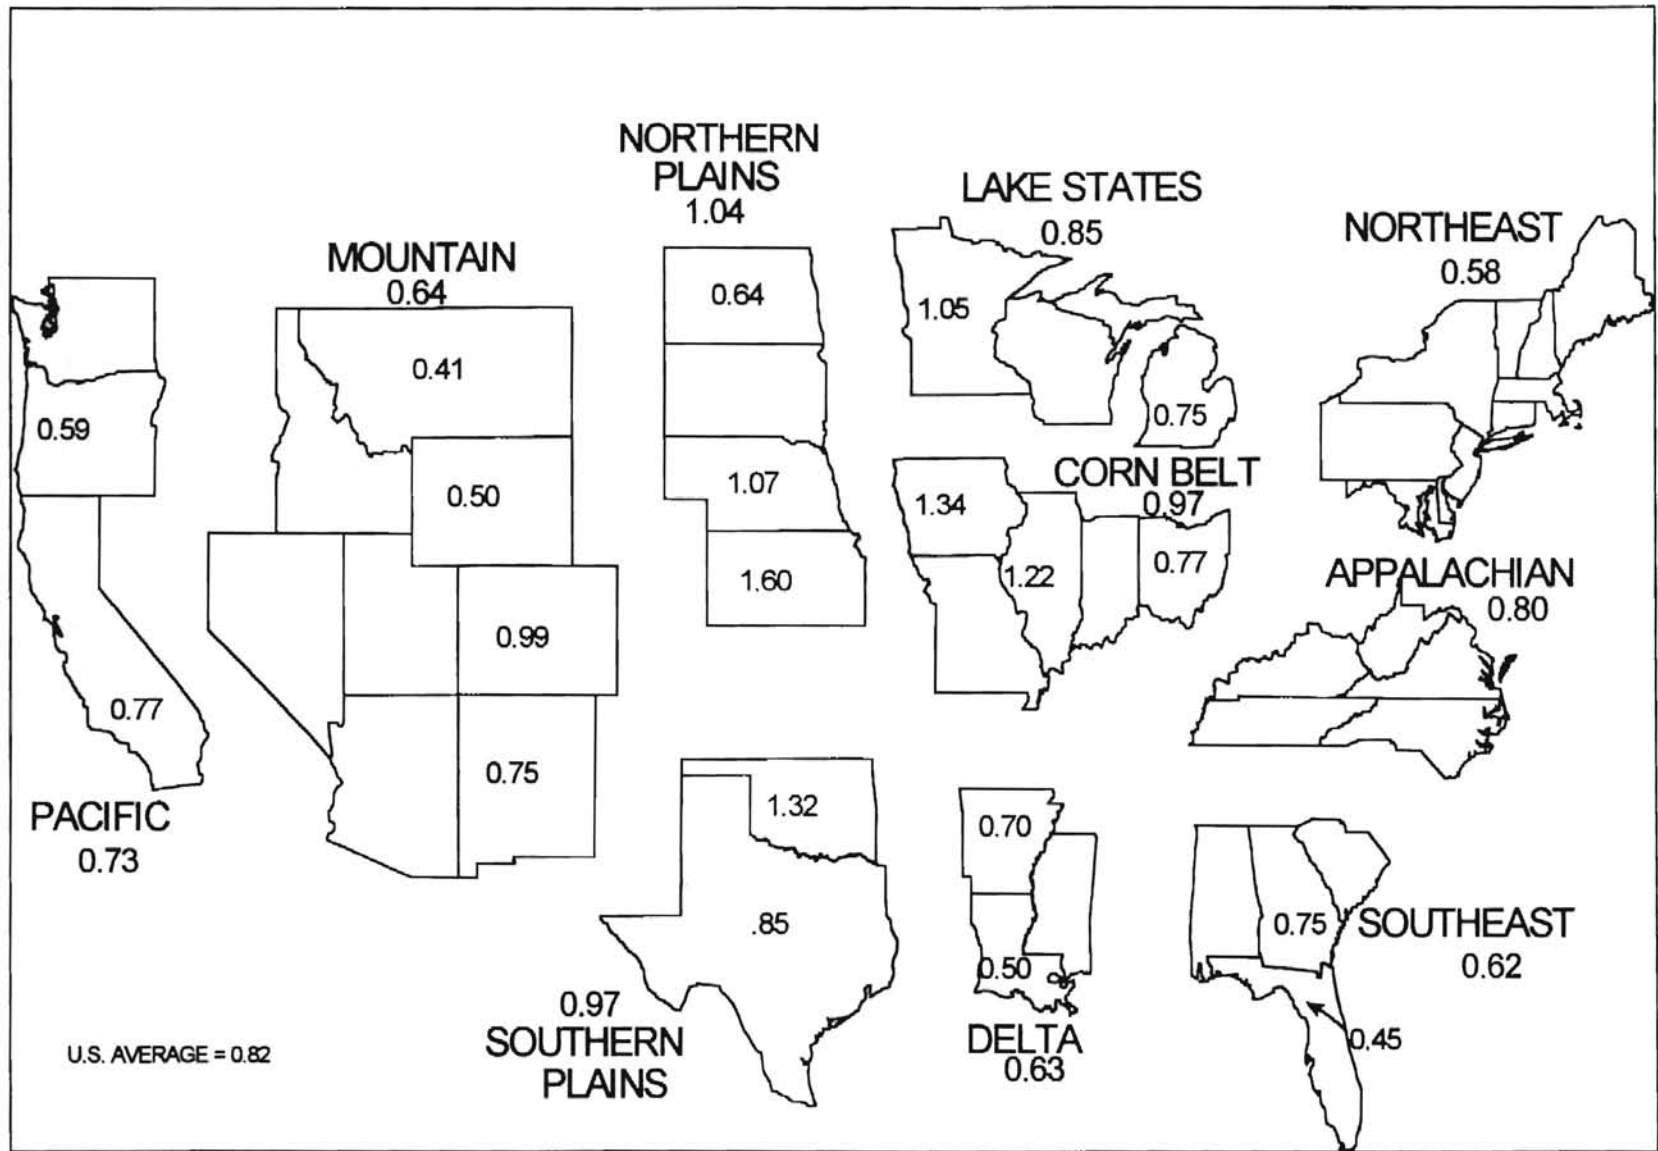 NORTHERN
PLAINS
1.04
LAKE STATES
0.85
NORTHEAST
0.58
MOUNTAIN
0.64
0.64
1.05
0.41
0.59
0.75
0.50
1.07
CORN BELT
0.97
1.34
1.60
1.22
0.77
APPALACHIAN
0.80
0.99
0.77
0.75
PACIFIC
0.73
1.32
.85
0.70
0.50
0.75
SOUTHEAST
0.62
0.97
SOUTHERN
PLAINS
DELTA
0.63
0.45
U.S. AVERAGE = 0.82